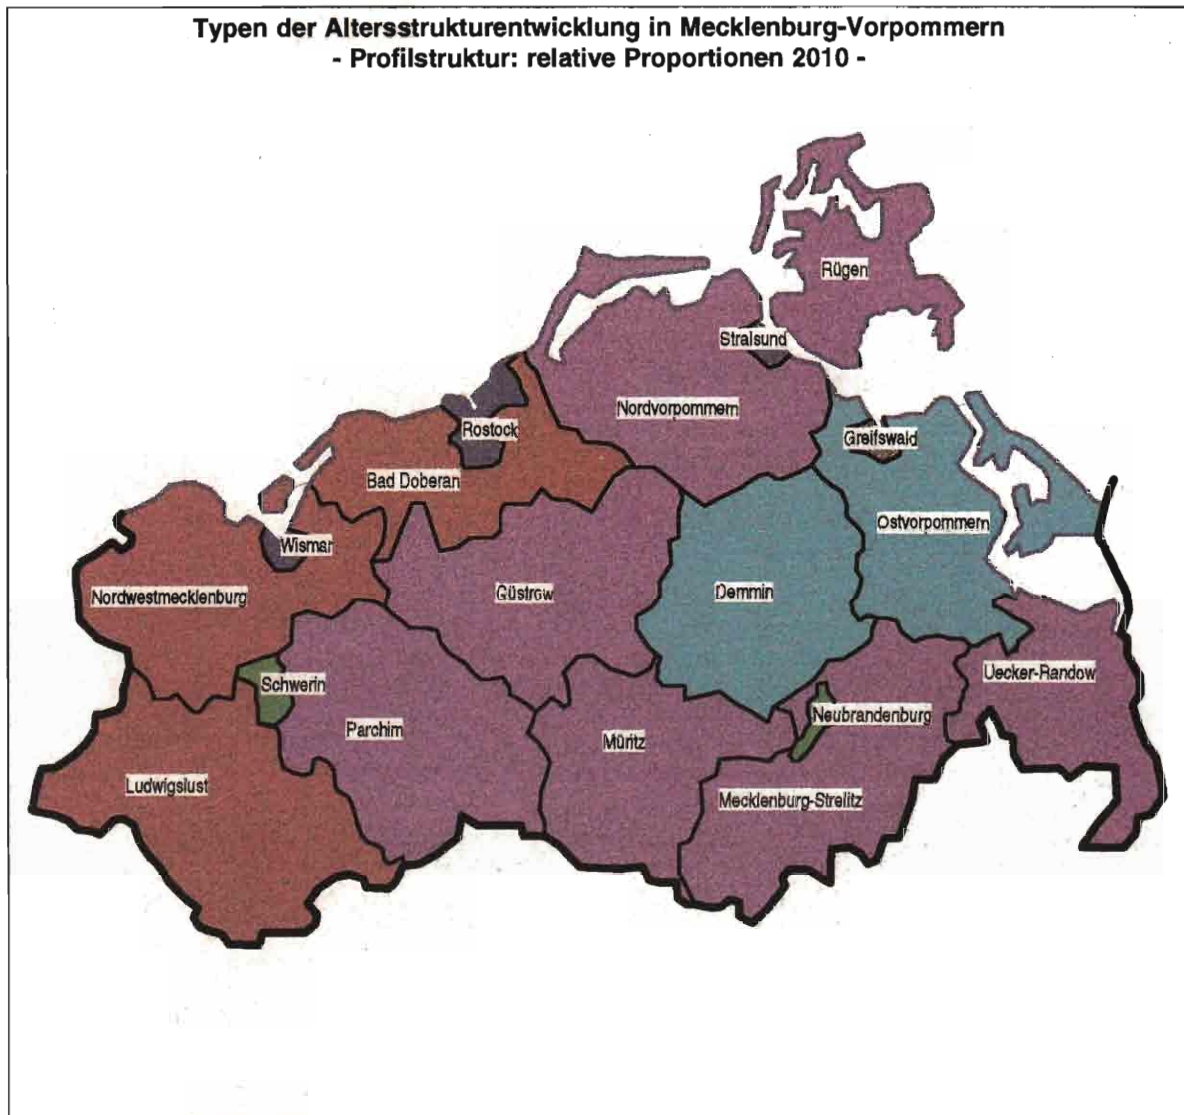 Typen der Altersstrukturentwicklung in Mecklenburg-Vorpommern
- Profilstruktur: relative Proportionen 2010 -
Rügen
Stralsund
Nordvorpommern
Rostock
Greifswald
Bad Doberan
Ostvorpommern
Wismar
Nordwestmecklenburg
Güstrow
Demmin
Uecker-Randow
Schwerin
Neubrandenburg
Parchim
Müritz
Ludwigslust
Mecklenburg-Strelitz